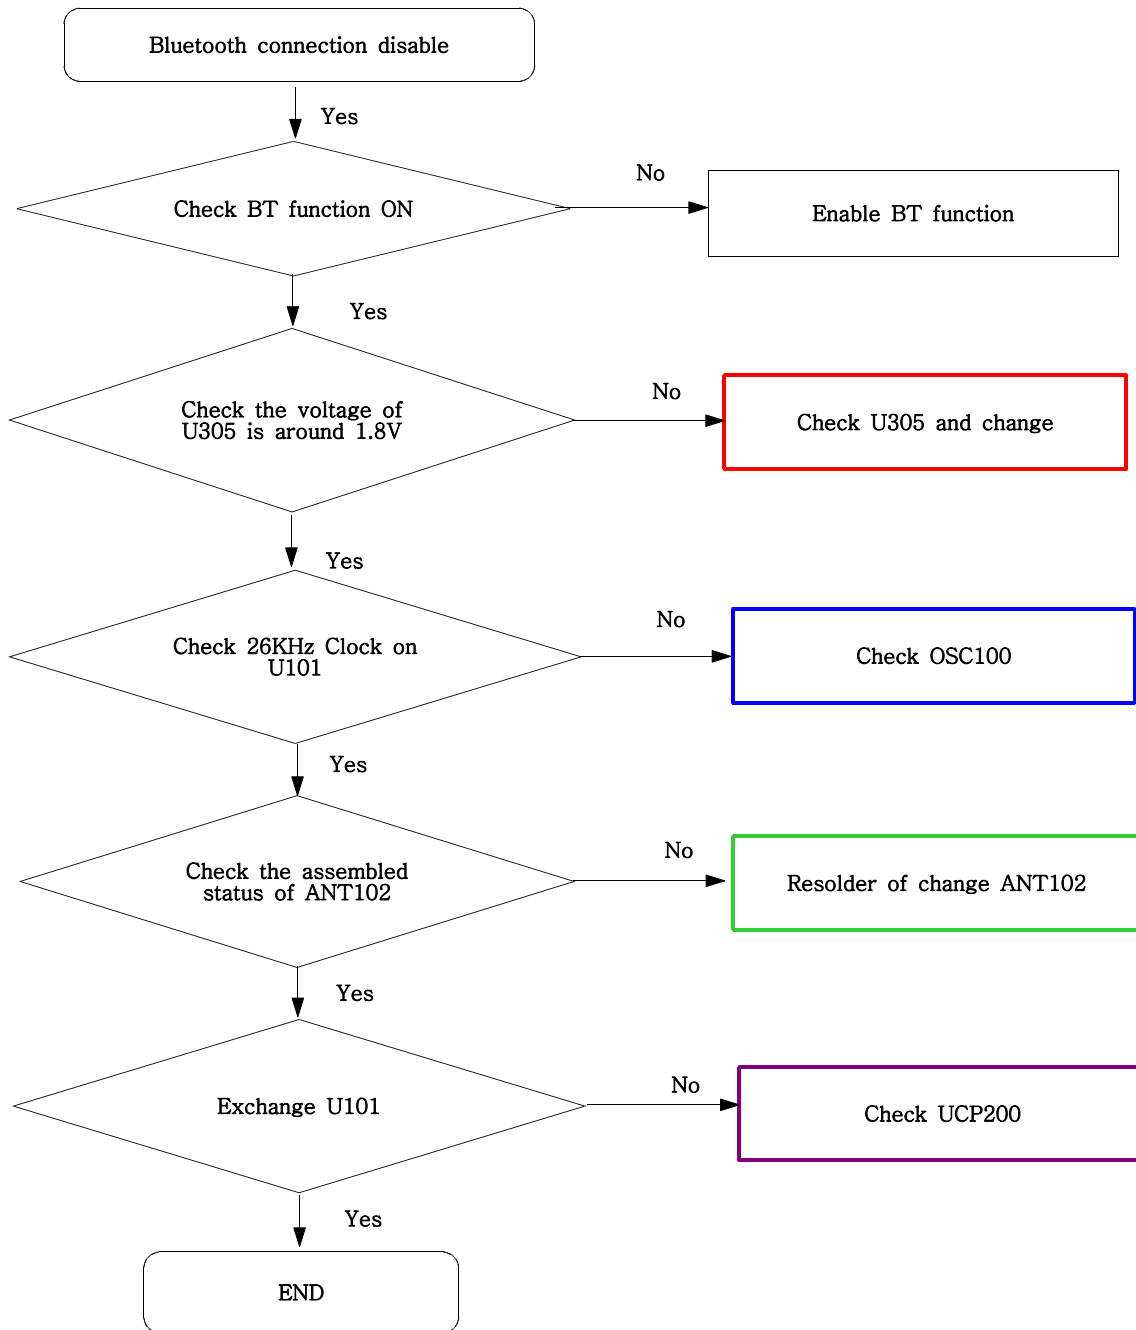 Bluetooth connection disable
Yes
Check BT function ON
No
Enable BT function
Yes
Check the voltage of
U305 is around 1.8V
No
Check U305 and change
Yes
Check 26KHz Clock on
U101
No
Check OSC100
Yes
Check the assembled
status of ANT102
No
Resolder of change ANT102
Yes
Exchange U101
No
Check UCP200
Yes
END